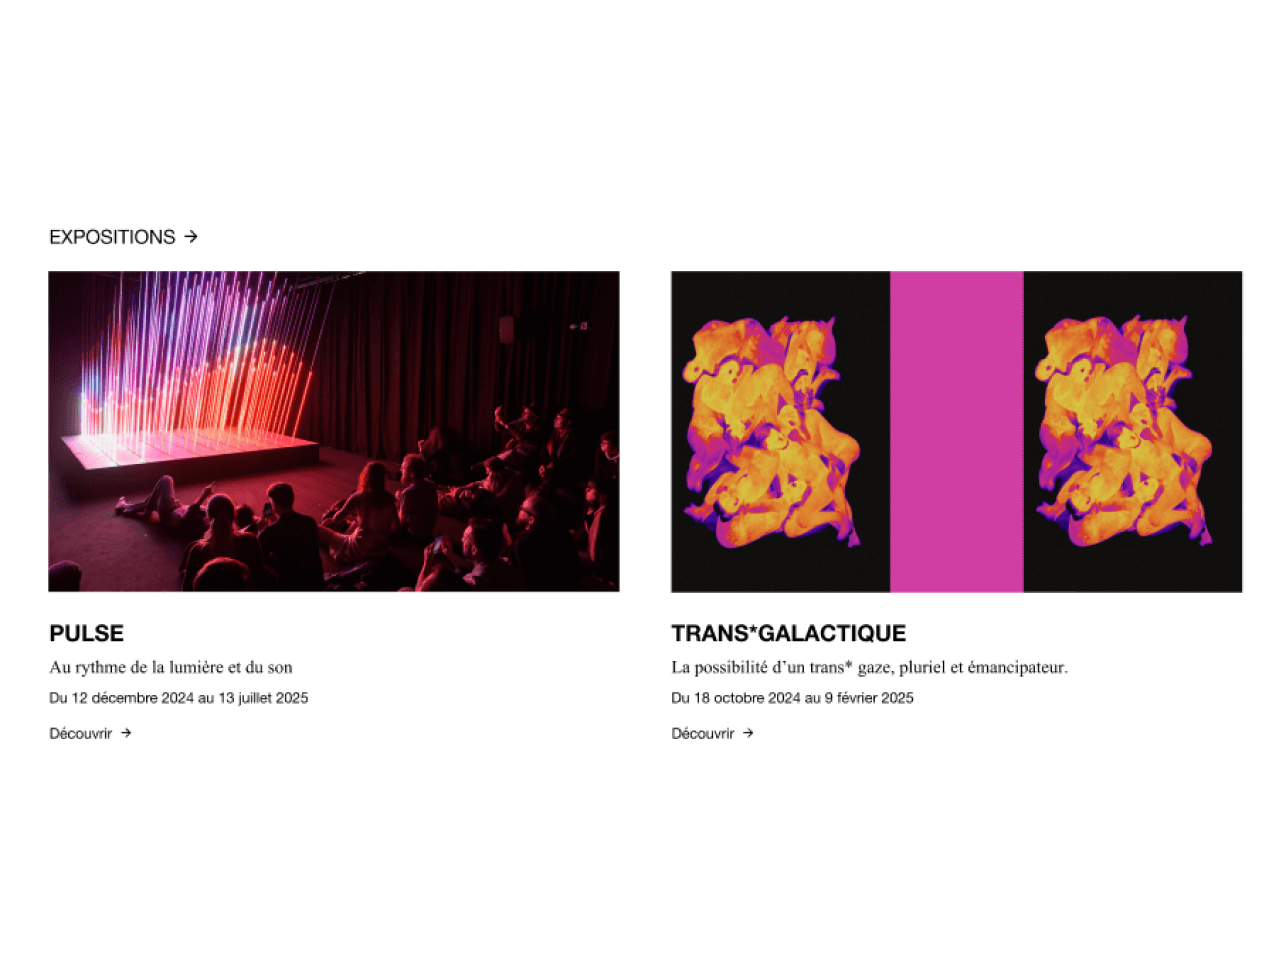 EXPOSITIONS →
PULSE
Au rythme de la lumière et du son
Du 12 décembre 2024 au 13 juillet 2025
Découvrir →
TRANS*GALACTIQUE
La possibilité d’un trans* gaze, pluriel et émancipateur.
Du 18 octobre 2024 au 9 février 2025
Découvrir →